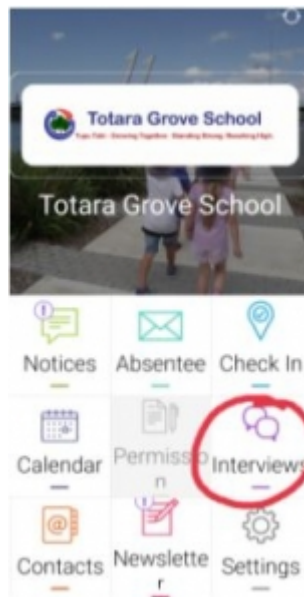 Totara Grove School
Totara Grove School
Notices Absentee Check In
Calendar Permissio
n Interviews
Contacts Newslette
r Settings